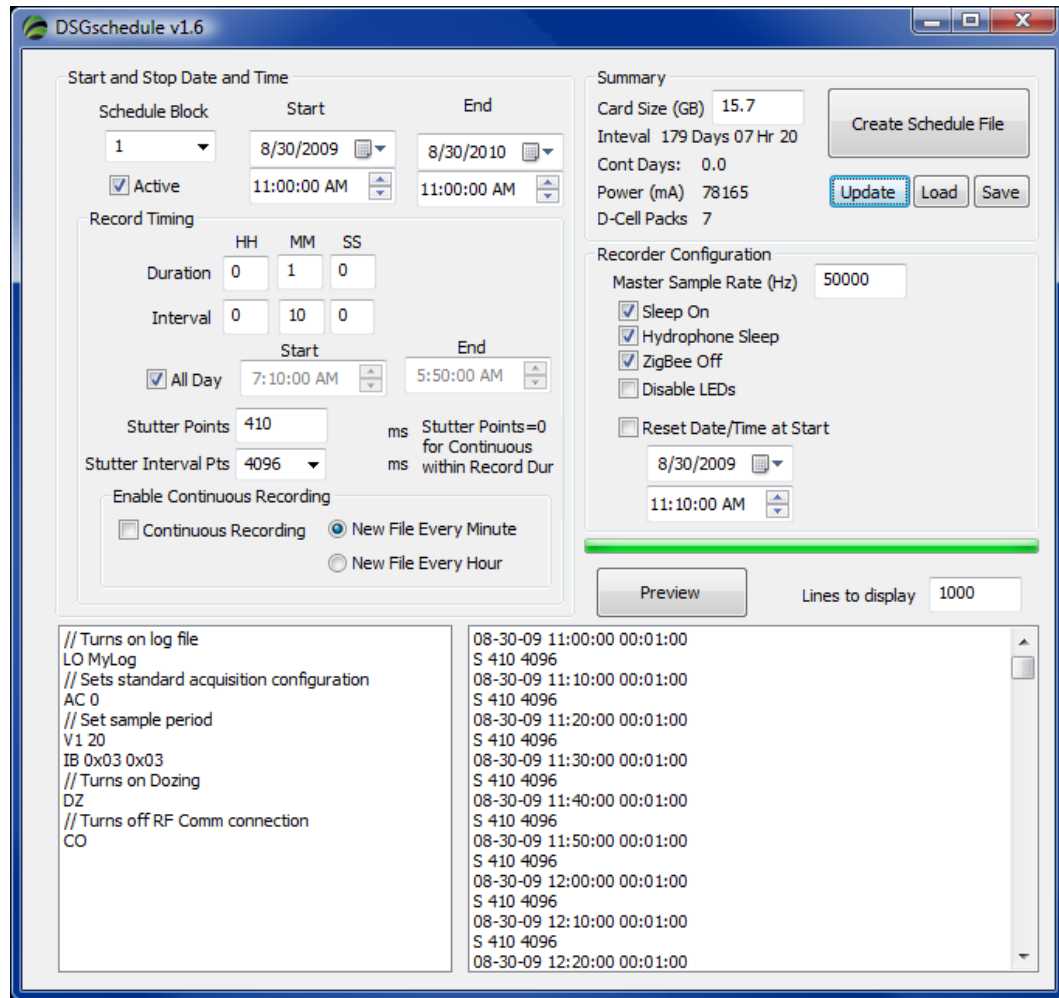 DSGschedule v1.6
Start and Stop Date and Time
Schedule Block Start End
1 8/30/2009 8/30/2010
Active 11:00:00 AM 11:00:00 AM
Record Timing
HH MM SS
Duration 0 1 0
Interval 0 10 0
Start End
All Day 7:10:00 AM 5:50:00 AM
Stutter Points 410 ms Stutter Points=0
for Continuous
Stutter Interval Pts 4096 ms within Record Dur
Enable Continuous Recording
Continuous Recording New File Every Minute
New File Every Hour
Summary
Card Size (GB) 15.7 Create Schedule File
Inteval 179 Days 07 Hr 20
Cont Days: 0.0
Power (mA) 78165 Update Load Save
D-Cell Packs 7
Recorder Configuration
Master Sample Rate (Hz) 50000
Sleep On
Hydrophone Sleep
ZigBee Off
Disable LEDs
Reset Date/Time at Start
8/30/2009
11:10:00 AM
Preview Lines to display 1000
// Turns on log file
LO MyLog
// Sets standard acquisition configuration
AC 0
// Set sample period
V1 20
IB 0x03 0x03
// Turns on Dozing
DZ
// Turns off RF Comm connection
CO
08-30-09 11:00:00 00:01:00
S 410 4096
08-30-09 11:10:00 00:01:00
S 410 4096
08-30-09 11:20:00 00:01:00
S 410 4096
08-30-09 11:30:00 00:01:00
S 410 4096
08-30-09 11:40:00 00:01:00
S 410 4096
08-30-09 11:50:00 00:01:00
S 410 4096
08-30-09 12:00:00 00:01:00
S 410 4096
08-30-09 12:10:00 00:01:00
S 410 4096
08-30-09 12:20:00 00:01:00